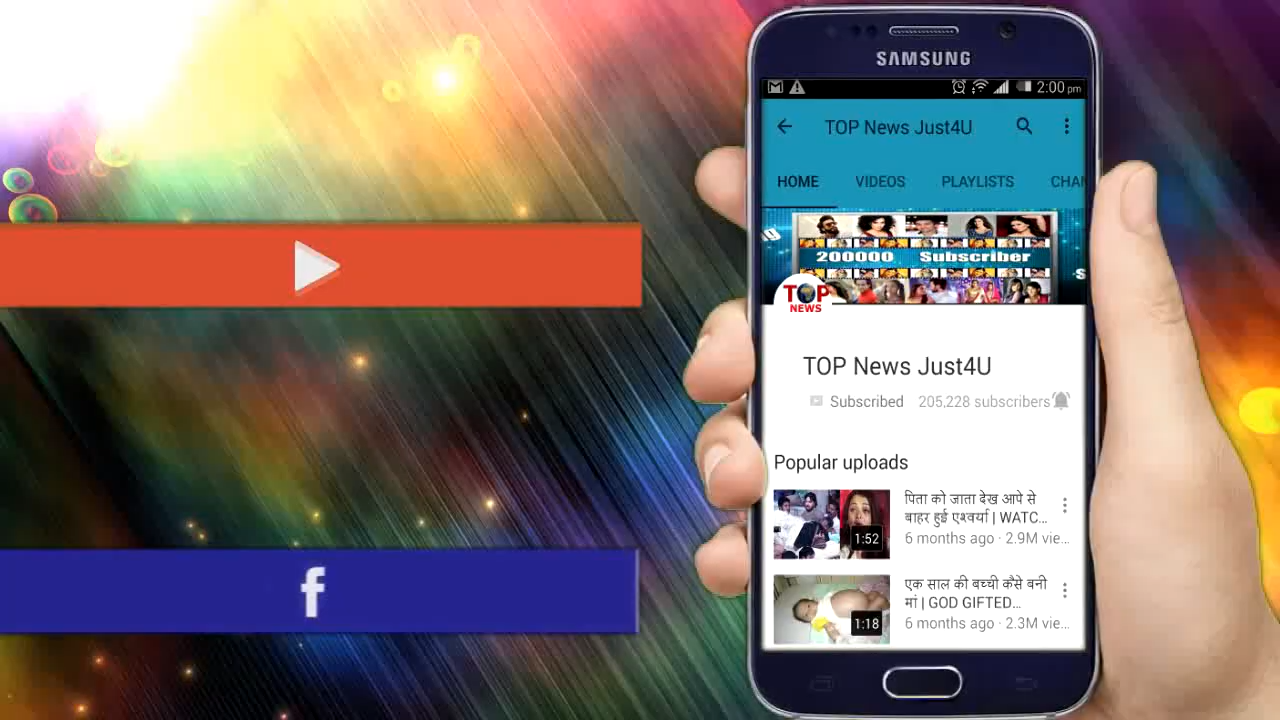 SAMSUNG
2:00 pm
TOP News Just4U
HOME VIDEOS PLAYLISTS CHAN
200000 Subscriber
TOP
NEWS
TOP News Just4U
Subscribed 205,228 subscribers
Popular uploads
पिता को जाता देख आपे से
बाहर हुई एश्वर्या | WATC...
6 months ago · 2.9M vie...
1:52
एक साल की बच्ची कैसे बनी
मां | GOD GIFTED...
6 months ago · 2.3M vie...
1:18
f